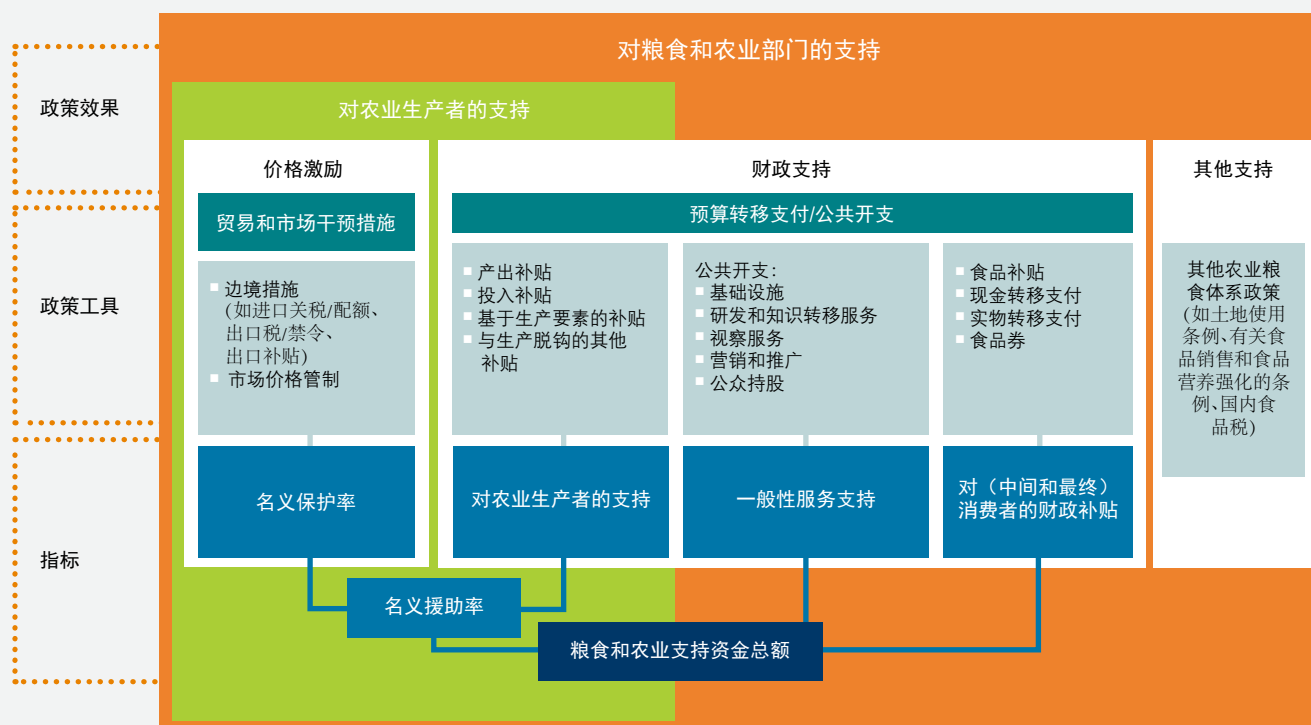 对粮食和农业部门的支持
政策效果
对农业生产者的支持
价格激励
财政支持
其他支持
贸易和市场干预措施
预算转移支付/公共开支
政策工具
边境措施
(如进口关税/配额、
出口税/禁令、
出口补贴)
市场价格管制
产出补贴
投入补贴
基于生产要素的补贴
与生产脱钩的其他
补贴
公共开支:
基础设施
研发和知识转移服务
视察服务
营销和推广
公众持股
食品补贴
现金转移支付
实物转移支付
食品券
其他农业粮
食体系政策
(如土地使用
条例、有关食
品销售和食品
营养强化的条
例、国内食
品税)
指标
名义保护率
对农业生产者的支持
一般性服务支持
对（中间和最终）
消费者的财政补贴
名义援助率
粮食和农业支持资金总额